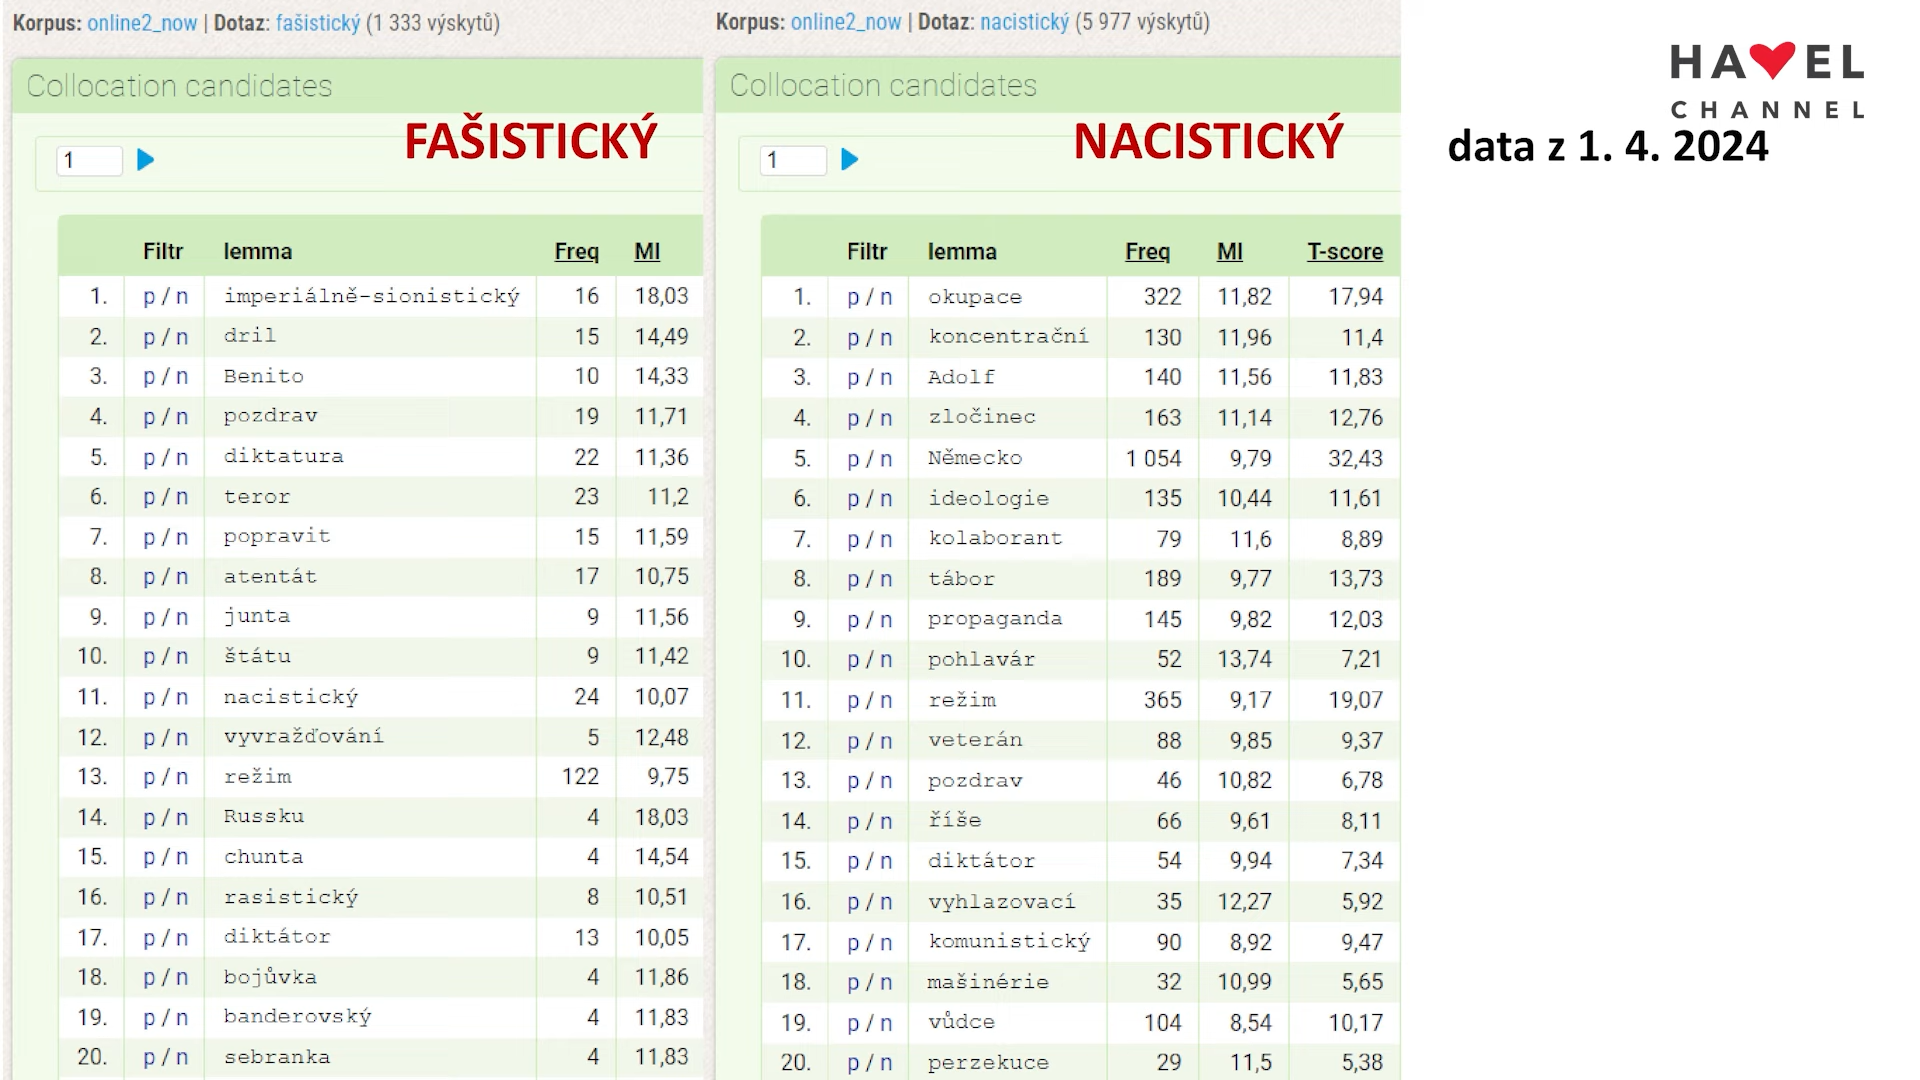 Korpus: online2_now | Dotaz: fašistický (1 333 výskytů)
Collocation candidates
FAŠISTICKÝ
1
Filtr lemma Freq MI
1. p / n imperiálně-sionistický 16 18,03
2. p / n dril 15 14,49
3. p / n Benito 10 14,33
4. p / n pozdrav 19 11,71
5. p / n diktatura 22 11,36
6. p / n teror 23 11,2
7. p / n popravit 15 11,59
8. p / n atentát 17 10,75
9. p / n junta 9 11,56
10. p / n štátu 9 11,42
11. p / n nacistický 24 10,07
12. p / n vyvražďování 5 12,48
13. p / n režim 122 9,75
14. p / n Russku 4 18,03
15. p / n chunta 4 14,54
16. p / n rasistický 8 10,51
17. p / n diktátor 13 10,05
18. p / n bojůvka 4 11,86
19. p / n banderovský 4 11,83
20. p / n sebranka 4 11,83
Korpus: online2_now | Dotaz: nacistický (5 977 výskytů)
Collocation candidates
NACISTICKÝ
1
Filtr lemma Freq MI T-score
1. p / n okupace 322 11,82 17,94
2. p / n koncentrační 130 11,96 11,4
3. p / n Adolf 140 11,56 11,83
4. p / n zločinec 163 11,14 12,76
5. p / n Německo 1 054 9,79 32,43
6. p / n ideologie 135 10,44 11,61
7. p / n kolaborant 79 11,6 8,89
8. p / n tábor 189 9,77 13,73
9. p / n propaganda 145 9,82 12,03
10. p / n pohlavár 52 13,74 7,21
11. p / n režim 365 9,17 19,07
12. p / n veterán 88 9,85 9,37
13. p / n pozdrav 46 10,82 6,78
14. p / n říše 66 9,61 8,11
15. p / n diktátor 54 9,94 7,34
16. p / n vyhlazovací 35 12,27 5,92
17. p / n komunistický 90 8,92 9,47
18. p / n mašinérie 32 10,99 5,65
19. p / n vůdce 104 8,54 10,17
20. p / n perzekuce 29 11,5 5,38
HAVEL
CHANNEL
data z 1. 4. 2024